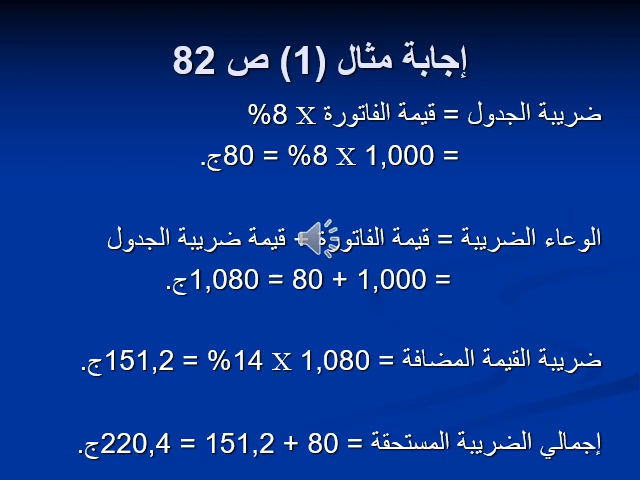 إجابة مثال (1) ص 82
ضريبة الجدول = قيمة الفاتورة X 8%
= 1,000 X 8% = 80ج.
الوعاء الضريبة = قيمة الفاتورة + قيمة ضريبة الجدول
= 1,000 + 80 = 1,080ج.
ضريبة القيمة المضافة = 1,080 X 14% = 151,2ج.
إجمالي الضريبة المستحقة = 80 + 151,2 = 220,4ج.